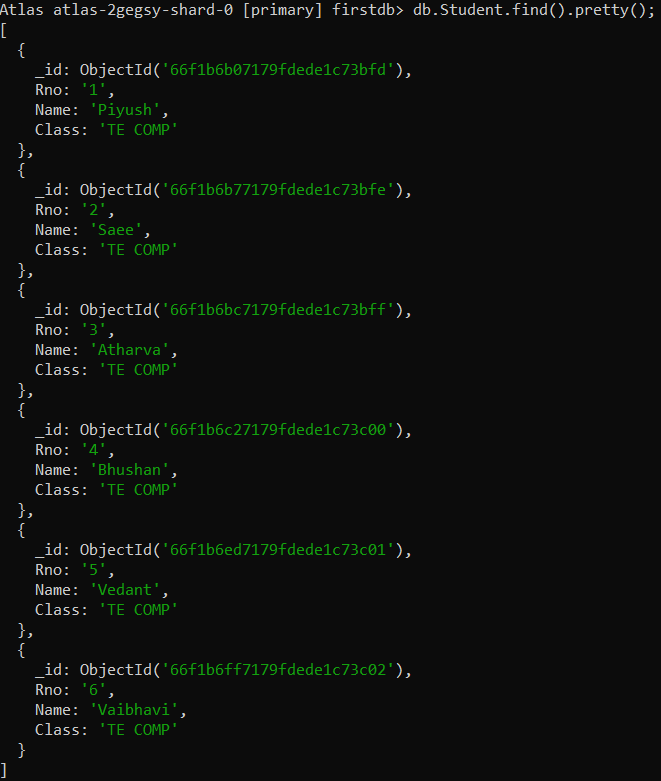 Atlas atlas-2gegsy-shard-0 [primary] firstdb> db.Student.find().pretty();
[
  {
    _id: ObjectId('66f1b6b07179fdede1c73bfd'),
    Rno: '1',
    Name: 'Piyush',
    Class: 'TE COMP'
  },
  {
    _id: ObjectId('66f1b6b77179fdede1c73bfe'),
    Rno: '2',
    Name: 'Saee',
    Class: 'TE COMP'
  },
  {
    _id: ObjectId('66f1b6bc7179fdede1c73bff'),
    Rno: '3',
    Name: 'Atharva',
    Class: 'TE COMP'
  },
  {
    _id: ObjectId('66f1b6c27179fdede1c73c00'),
    Rno: '4',
    Name: 'Bhushan',
    Class: 'TE COMP'
  },
  {
    _id: ObjectId('66f1b6ed7179fdede1c73c01'),
    Rno: '5',
    Name: 'Vedant',
    Class: 'TE COMP'
  },
  {
    _id: ObjectId('66f1b6ff7179fdede1c73c02'),
    Rno: '6',
    Name: 'Vaibhavi',
    Class: 'TE COMP'
  }
]